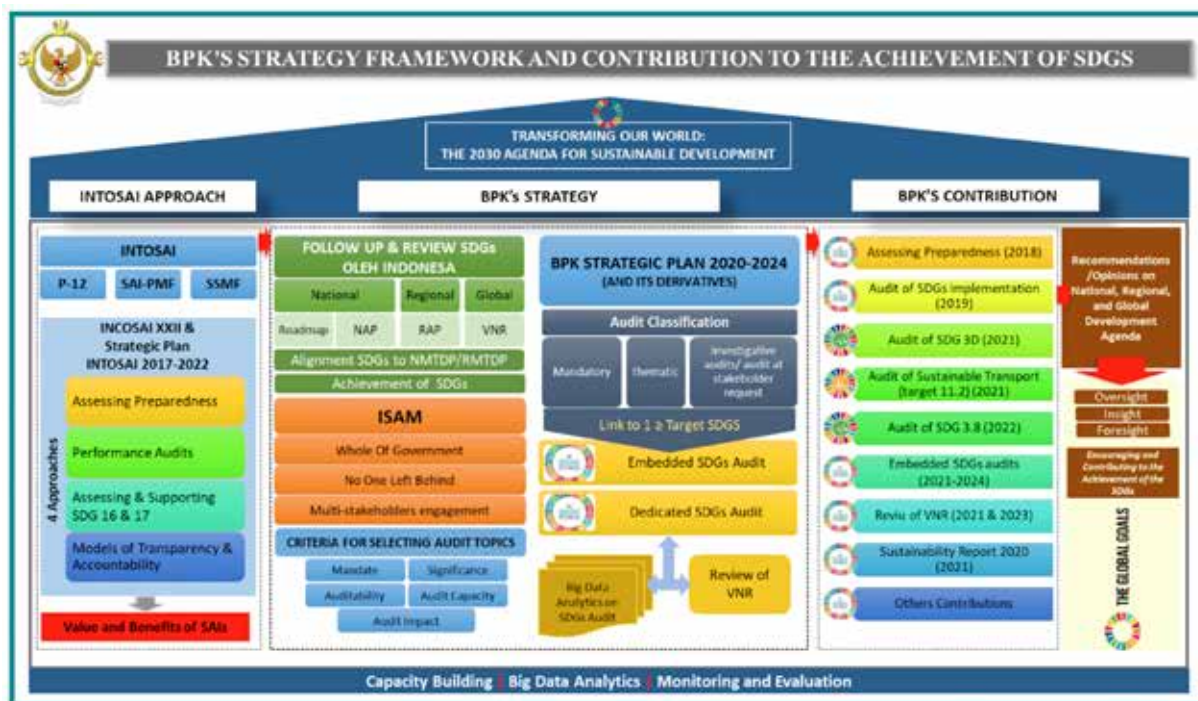 BPK'S STRATEGY FRAMEWORK AND CONTRIBUTION TO THE ACHIEVEMENT OF SDGS
TRANSFORMING OUR WORLD:
THE 2030 AGENDA FOR SUSTAINABLE DEVELOPMENT
INTOSAI APPROACH
BPK's STRATEGY
BPK'S CONTRIBUTION
INTOSAI
P-12
SAI-PMF
SSMF
INCOSAI XXII &
Strategic Plan
INTOSAI 2017-2022
4 Approaches
Assessing Preparedness
Performance Audits
Assessing & Supporting
SDG 16 & 17
Models of Transparency &
Accountability
Value and Benefits of SAIs
FOLLOW UP & REVIEW SDGs
OLEH INDONESA
National
Regional
Global
Roadmap
NAP
RAP
VNR
Alignment SDGs to NMTDP/RMTDP
Achievement of SDGs
ISAM
Whole Of Government
No One Left Behind
Multi-stakeholders engagement
CRITERIA FOR SELECTING AUDIT TOPICS
Mandate
Significance
Auditability
Audit Capacity
Audit Impact
BPK STRATEGIC PLAN 2020-2024
(AND ITS DERIVATIVES)
Audit Classification
Mandatory
thematic
Investigative
audits/ audit at
stakeholder
request
Link to 1 ≥ Target SDGS
Embedded SDGs Audit
Dedicated SDGs Audit
Big Data
Analytics on
SDGs Audit
Review of
VNR
Assessing Preparedness (2018)
Audit of SDGs Implementation
(2019)
Audit of SDG 3D (2021)
Audit of Sustainable Transport
(target 11.2) (2021)
Audit of SDG 3.8 (2022)
Embedded SDGs audits
(2021-2024)
Reviu of VNR (2021 & 2023)
Sustainability Report 2020
(2021)
Others Contributions
Recommendations
/Opinions on
National, Regional,
and Global
Development
Agenda
Oversight
Insight
Foresight
Encouraging and
Contributing to the
Achievement of the
SDGs
THE GLOBAL GOALS
Capacity Building | Big Data Analytics | Monitoring and Evaluation